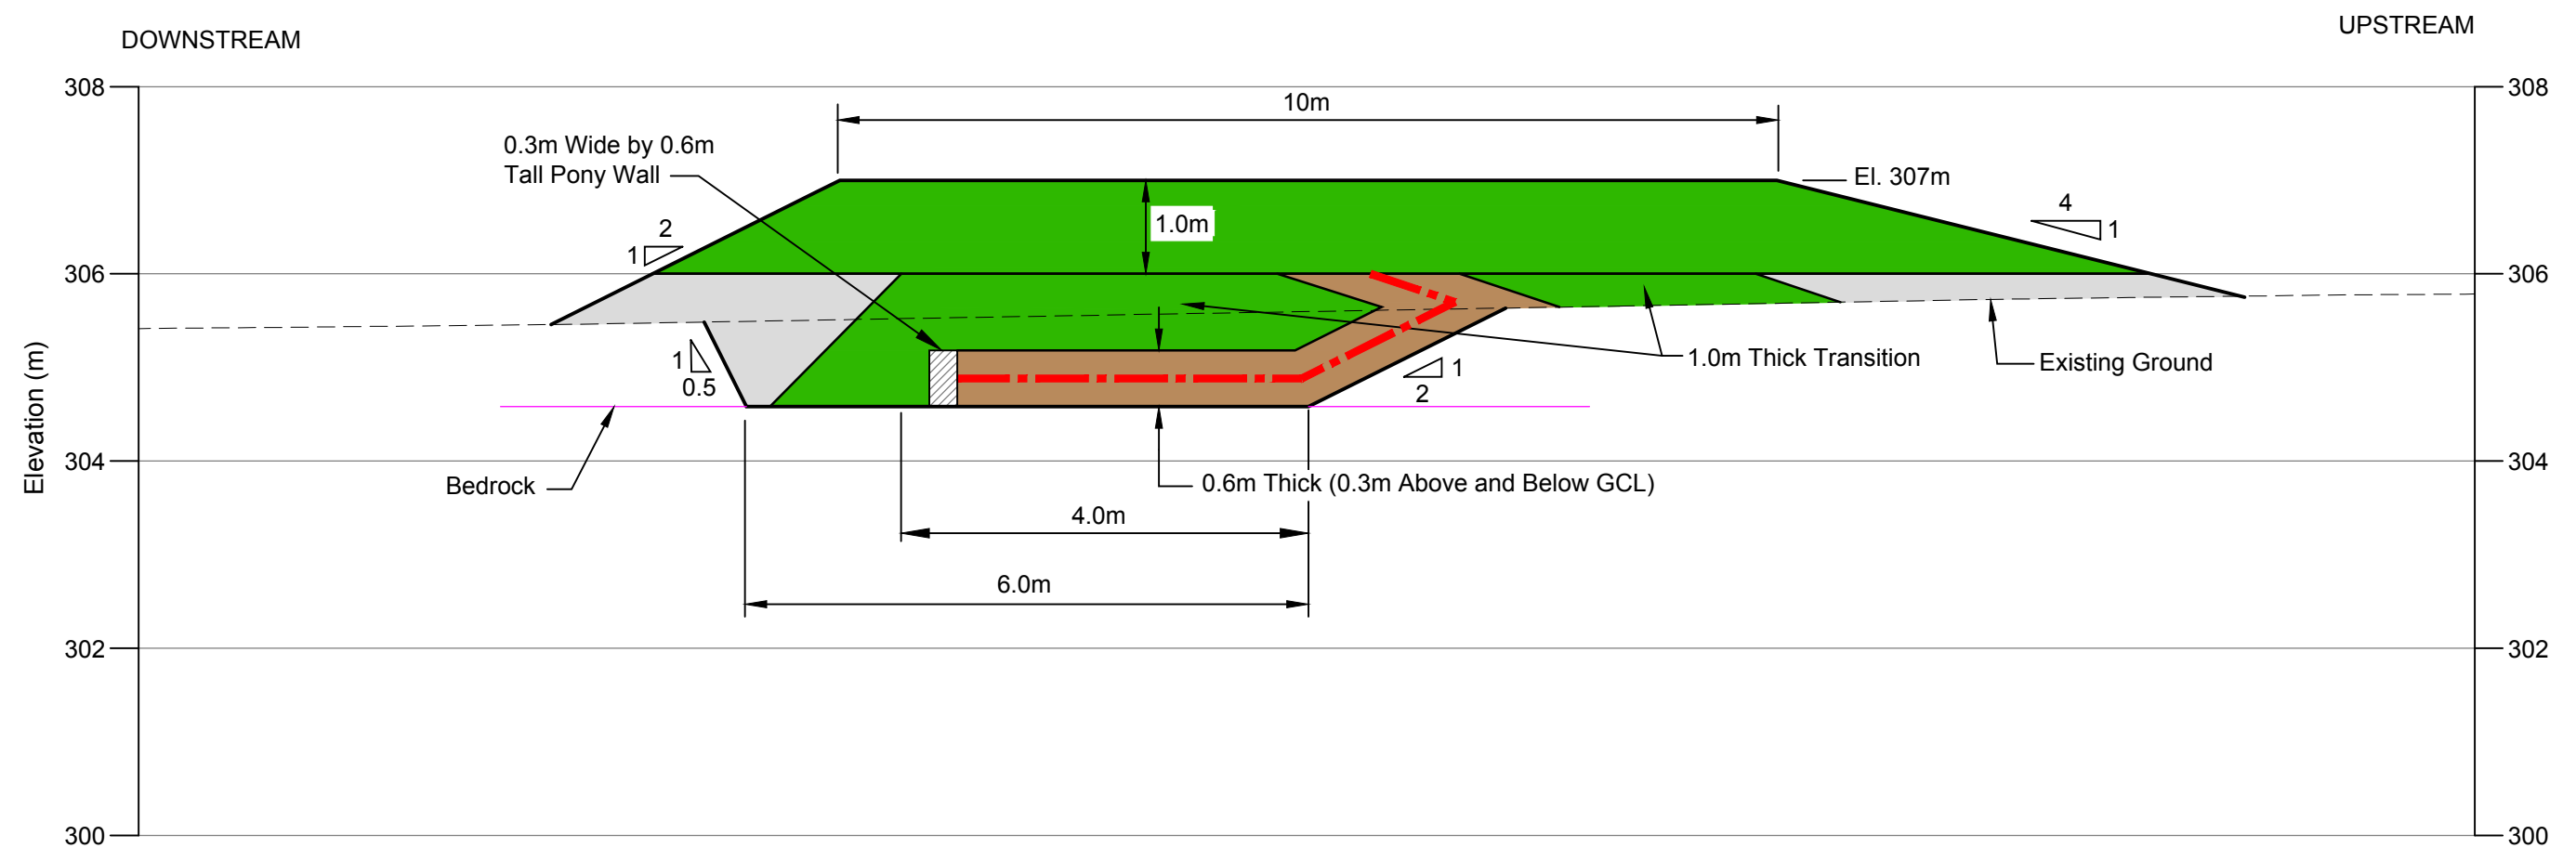 DOWNSTREAM
UPSTREAM
308
308
10m
0.3m Wide by 0.6m
Tall Pony Wall
El. 307m
2
1
1.0m
4
1
306
306
1
0.5
1.0m Thick Transition
Existing Ground
1
2
Elevation (m)
304
304
Bedrock
0.6m Thick (0.3m Above and Below GCL)
4.0m
6.0m
302
302
300
300